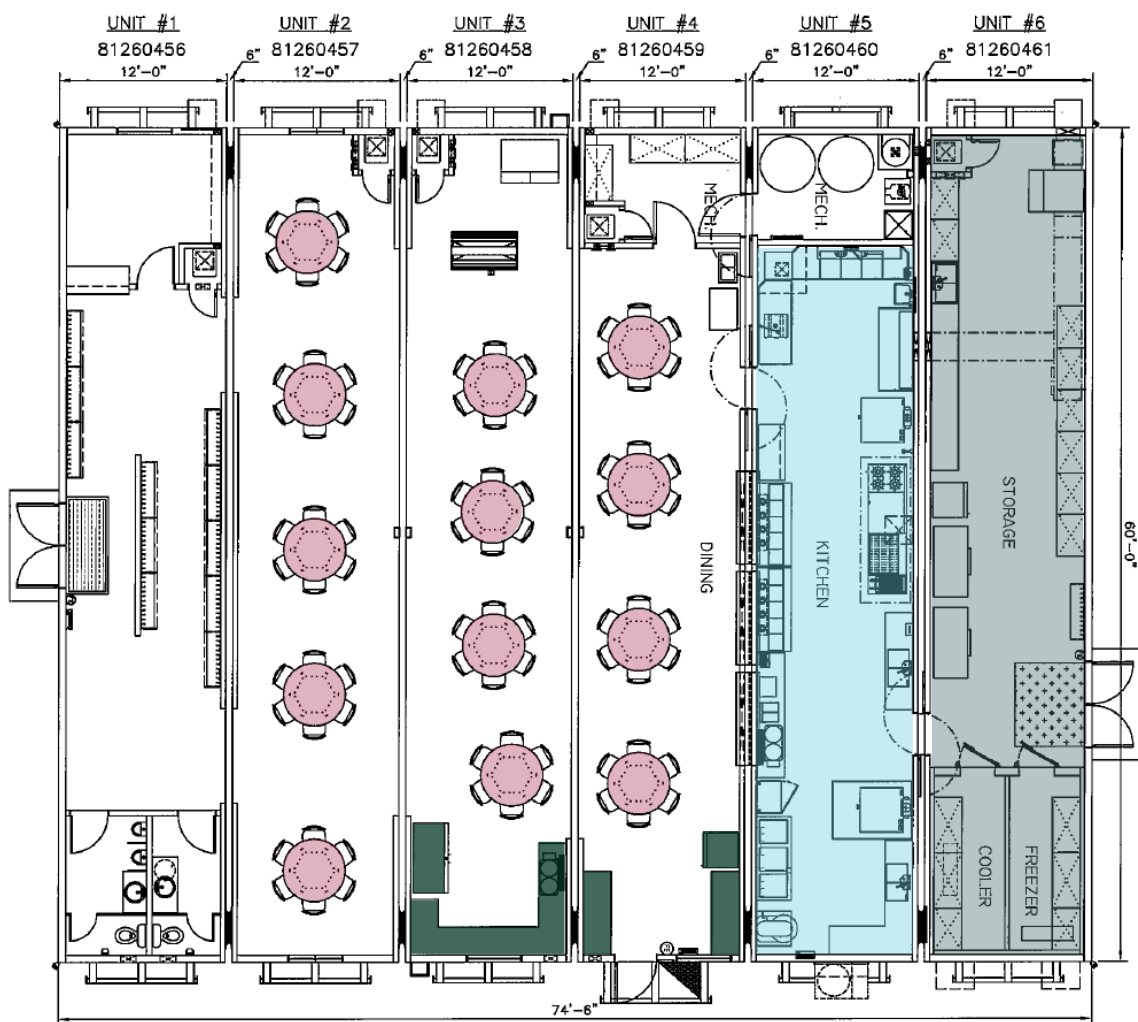 UNIT #1
81260456
12'-0"
6"
UNIT #2
81260457
12'-0"
6"
UNIT #3
81260458
12'-0"
6"
UNIT #4
81260459
12'-0"
6"
UNIT #5
81260460
12'-0"
6"
UNIT #6
81260461
12'-0"
MECH.
MECH.
DINING
KITCHEN
STORAGE
60'-0"
COOLER
FREEZER
74'-6"